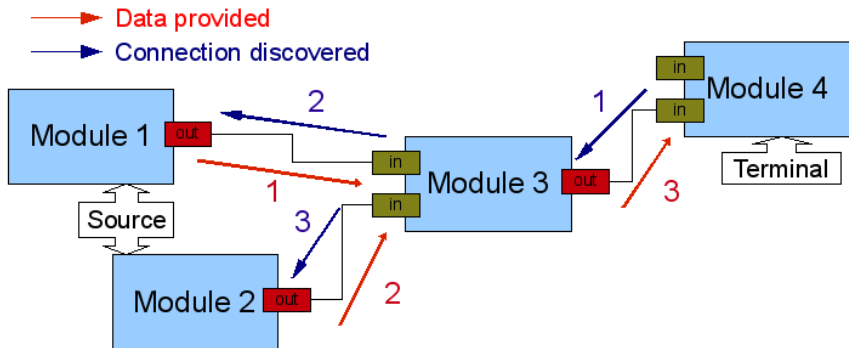 Data provided
Connection discovered
in
Module 4
in
1
2
Module 1
out
in
Module 3
out
in
Terminal
1
3
Source
3
Module 2
out
2